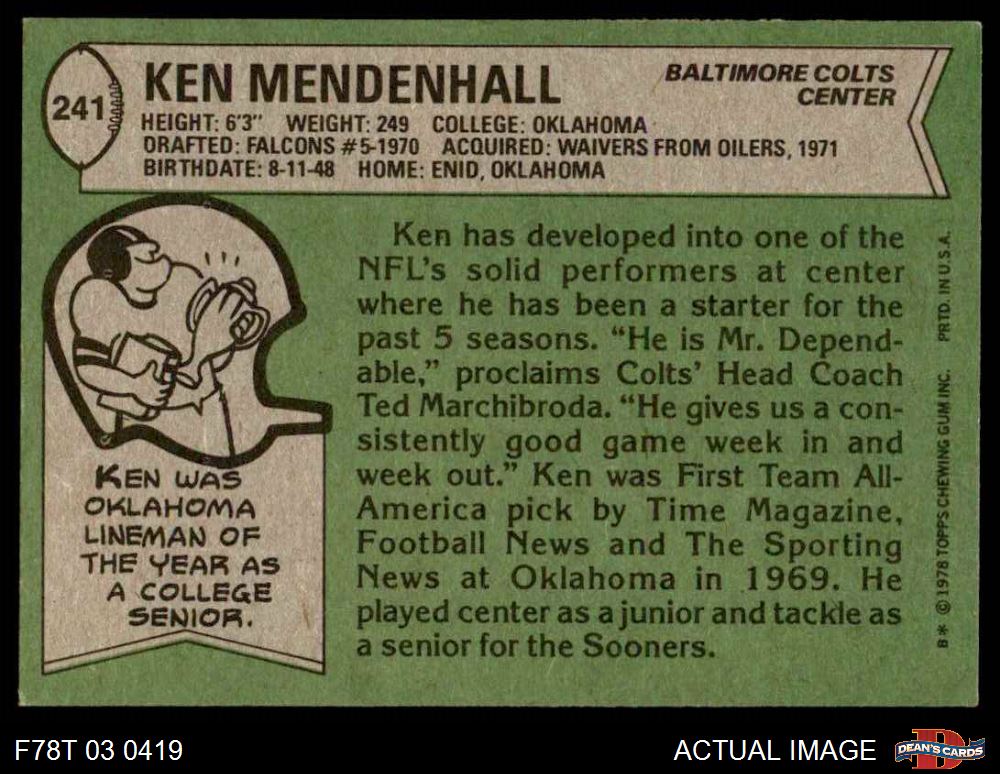 241
KEN MENDENHALL
BALTIMORE COLTS
CENTER
HEIGHT: 6'3" WEIGHT: 249 COLLEGE: OKLAHOMA
DRAFTED: FALCONS #5-1970 ACQUIRED: WAIVERS FROM OILERS, 1971
BIRTHDATE: 8-11-48 HOME: ENID, OKLAHOMA
KEN WAS
OKLAHOMA
LINEMAN OF
THE YEAR AS
A COLLEGE
SENIOR.
Ken has developed into one of the
NFL's solid performers at center
where he has been a starter for the
past 5 seasons. "He is Mr. Depend-
able," proclaims Colts' Head Coach
Ted Marchibroda. "He gives us a con-
sistently good game week in and
week out." Ken was First Team All-
America pick by Time Magazine,
Football News and The Sporting
News at Oklahoma in 1969. He
played center as a junior and tackle as
a senior for the Sooners.
B* © 1978 TOPPS CHEWING GUM INC. PRTD. IN U.S.A.
F78T 03 0419
ACTUAL IMAGE
D
DEAN'S CARDS